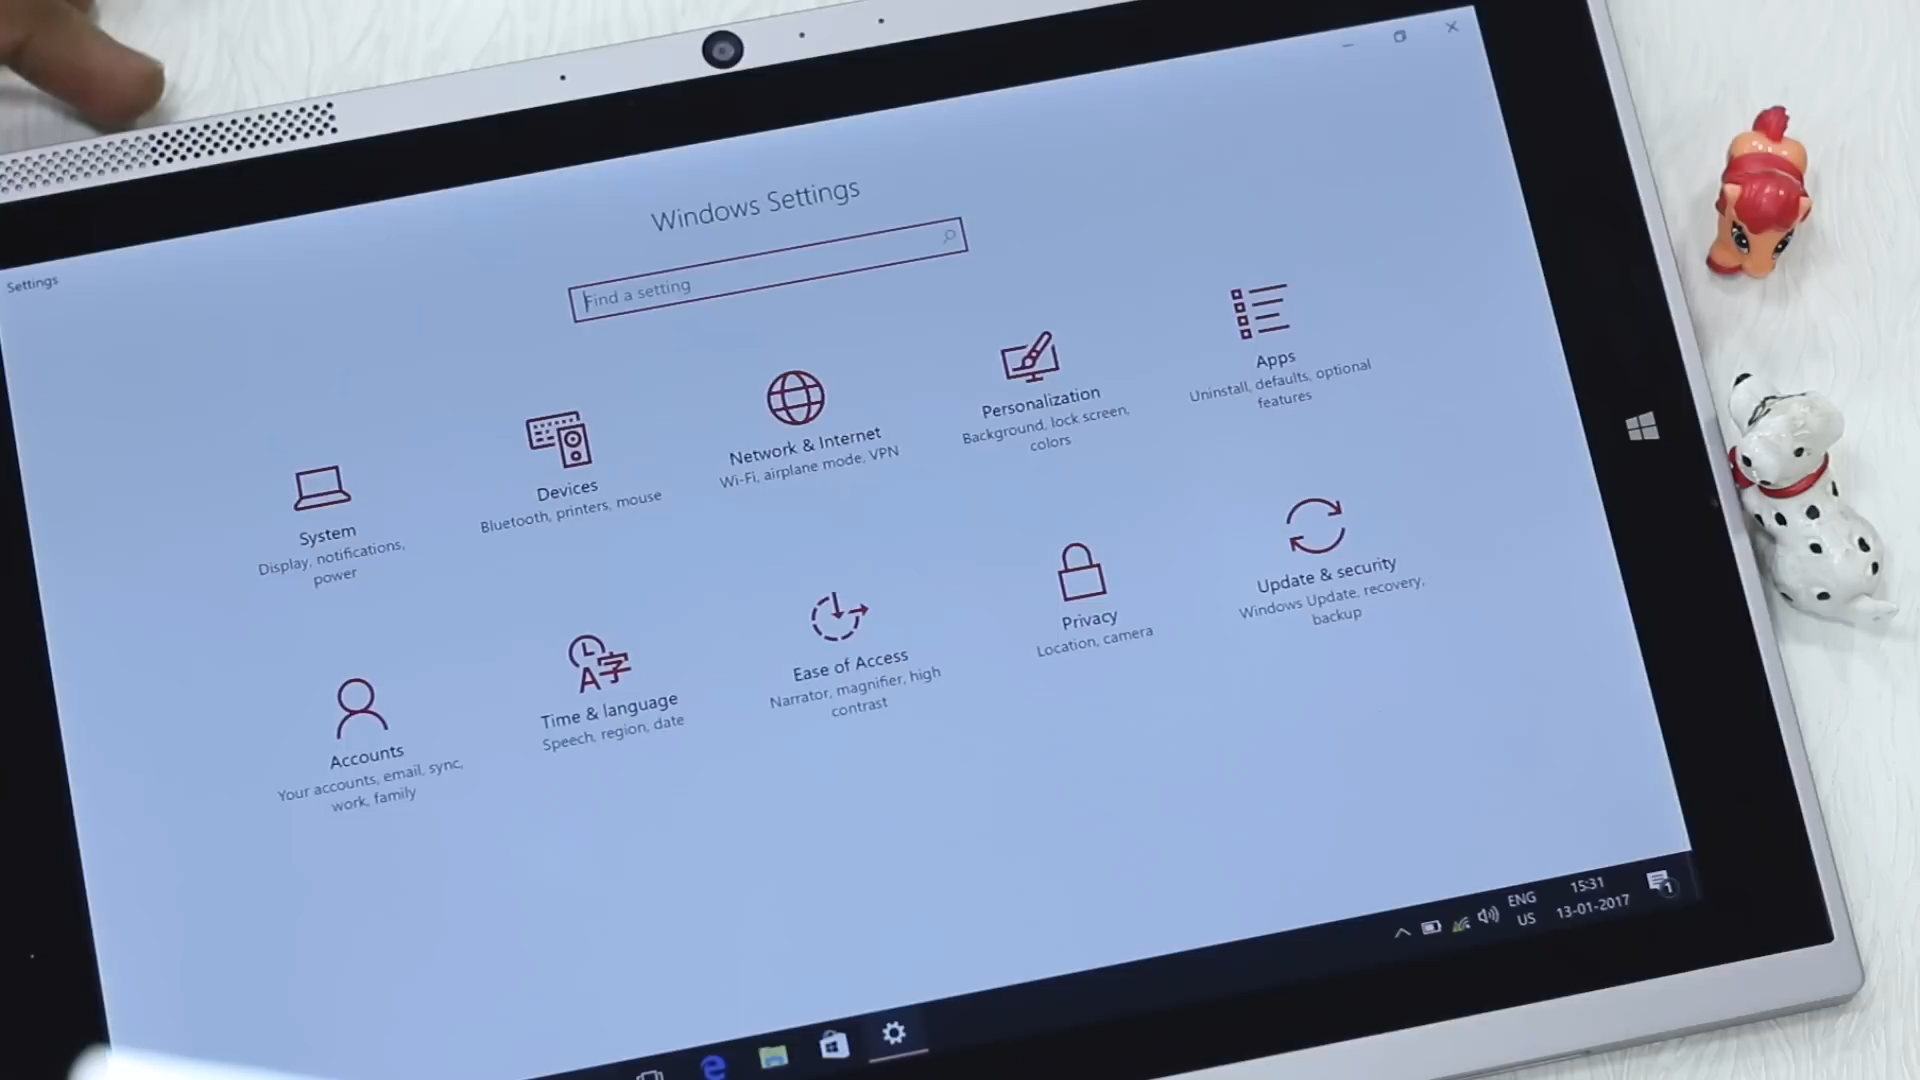 Settings
Windows Settings
Find a setting
System
Display, notifications,
power
Devices
Bluetooth, printers, mouse
Network & Internet
Wi-Fi, airplane mode, VPN
Personalization
Background, lock screen,
colors
Apps
Uninstall, defaults, optional
features
Accounts
Your accounts, email, sync,
work, family
Time & language
Speech, region, date
Ease of Access
Narrator, magnifier, high
contrast
Privacy
Location, camera
Update & security
Windows Update, recovery,
backup
ENG
US
15:31
13-01-2017
1